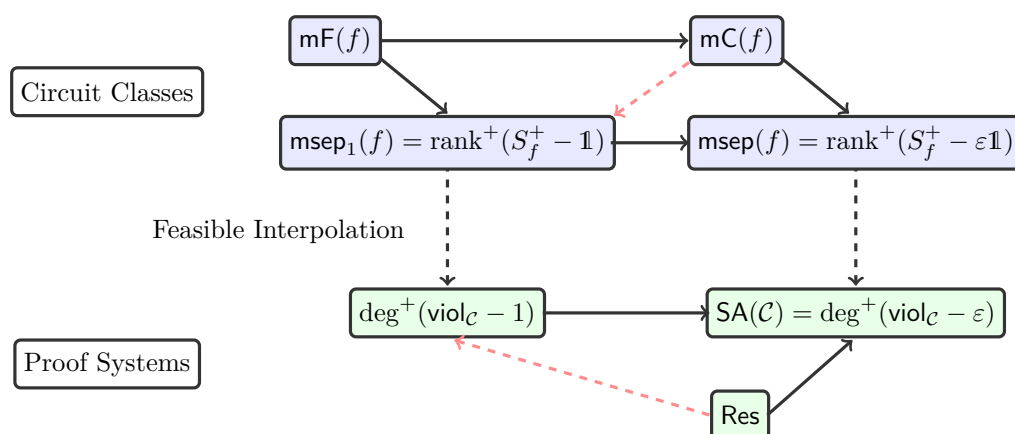 mF(f)
mC(f)
Circuit Classes
msep₁(f) = rank⁺(S_f⁺ − 𝟙)
msep(f) = rank⁺(S_f⁺ − ε𝟙)
Feasible Interpolation
deg⁺(viol_𝒞 − 1)
SA(𝒞) = deg⁺(viol_𝒞 − ε)
Proof Systems
Res